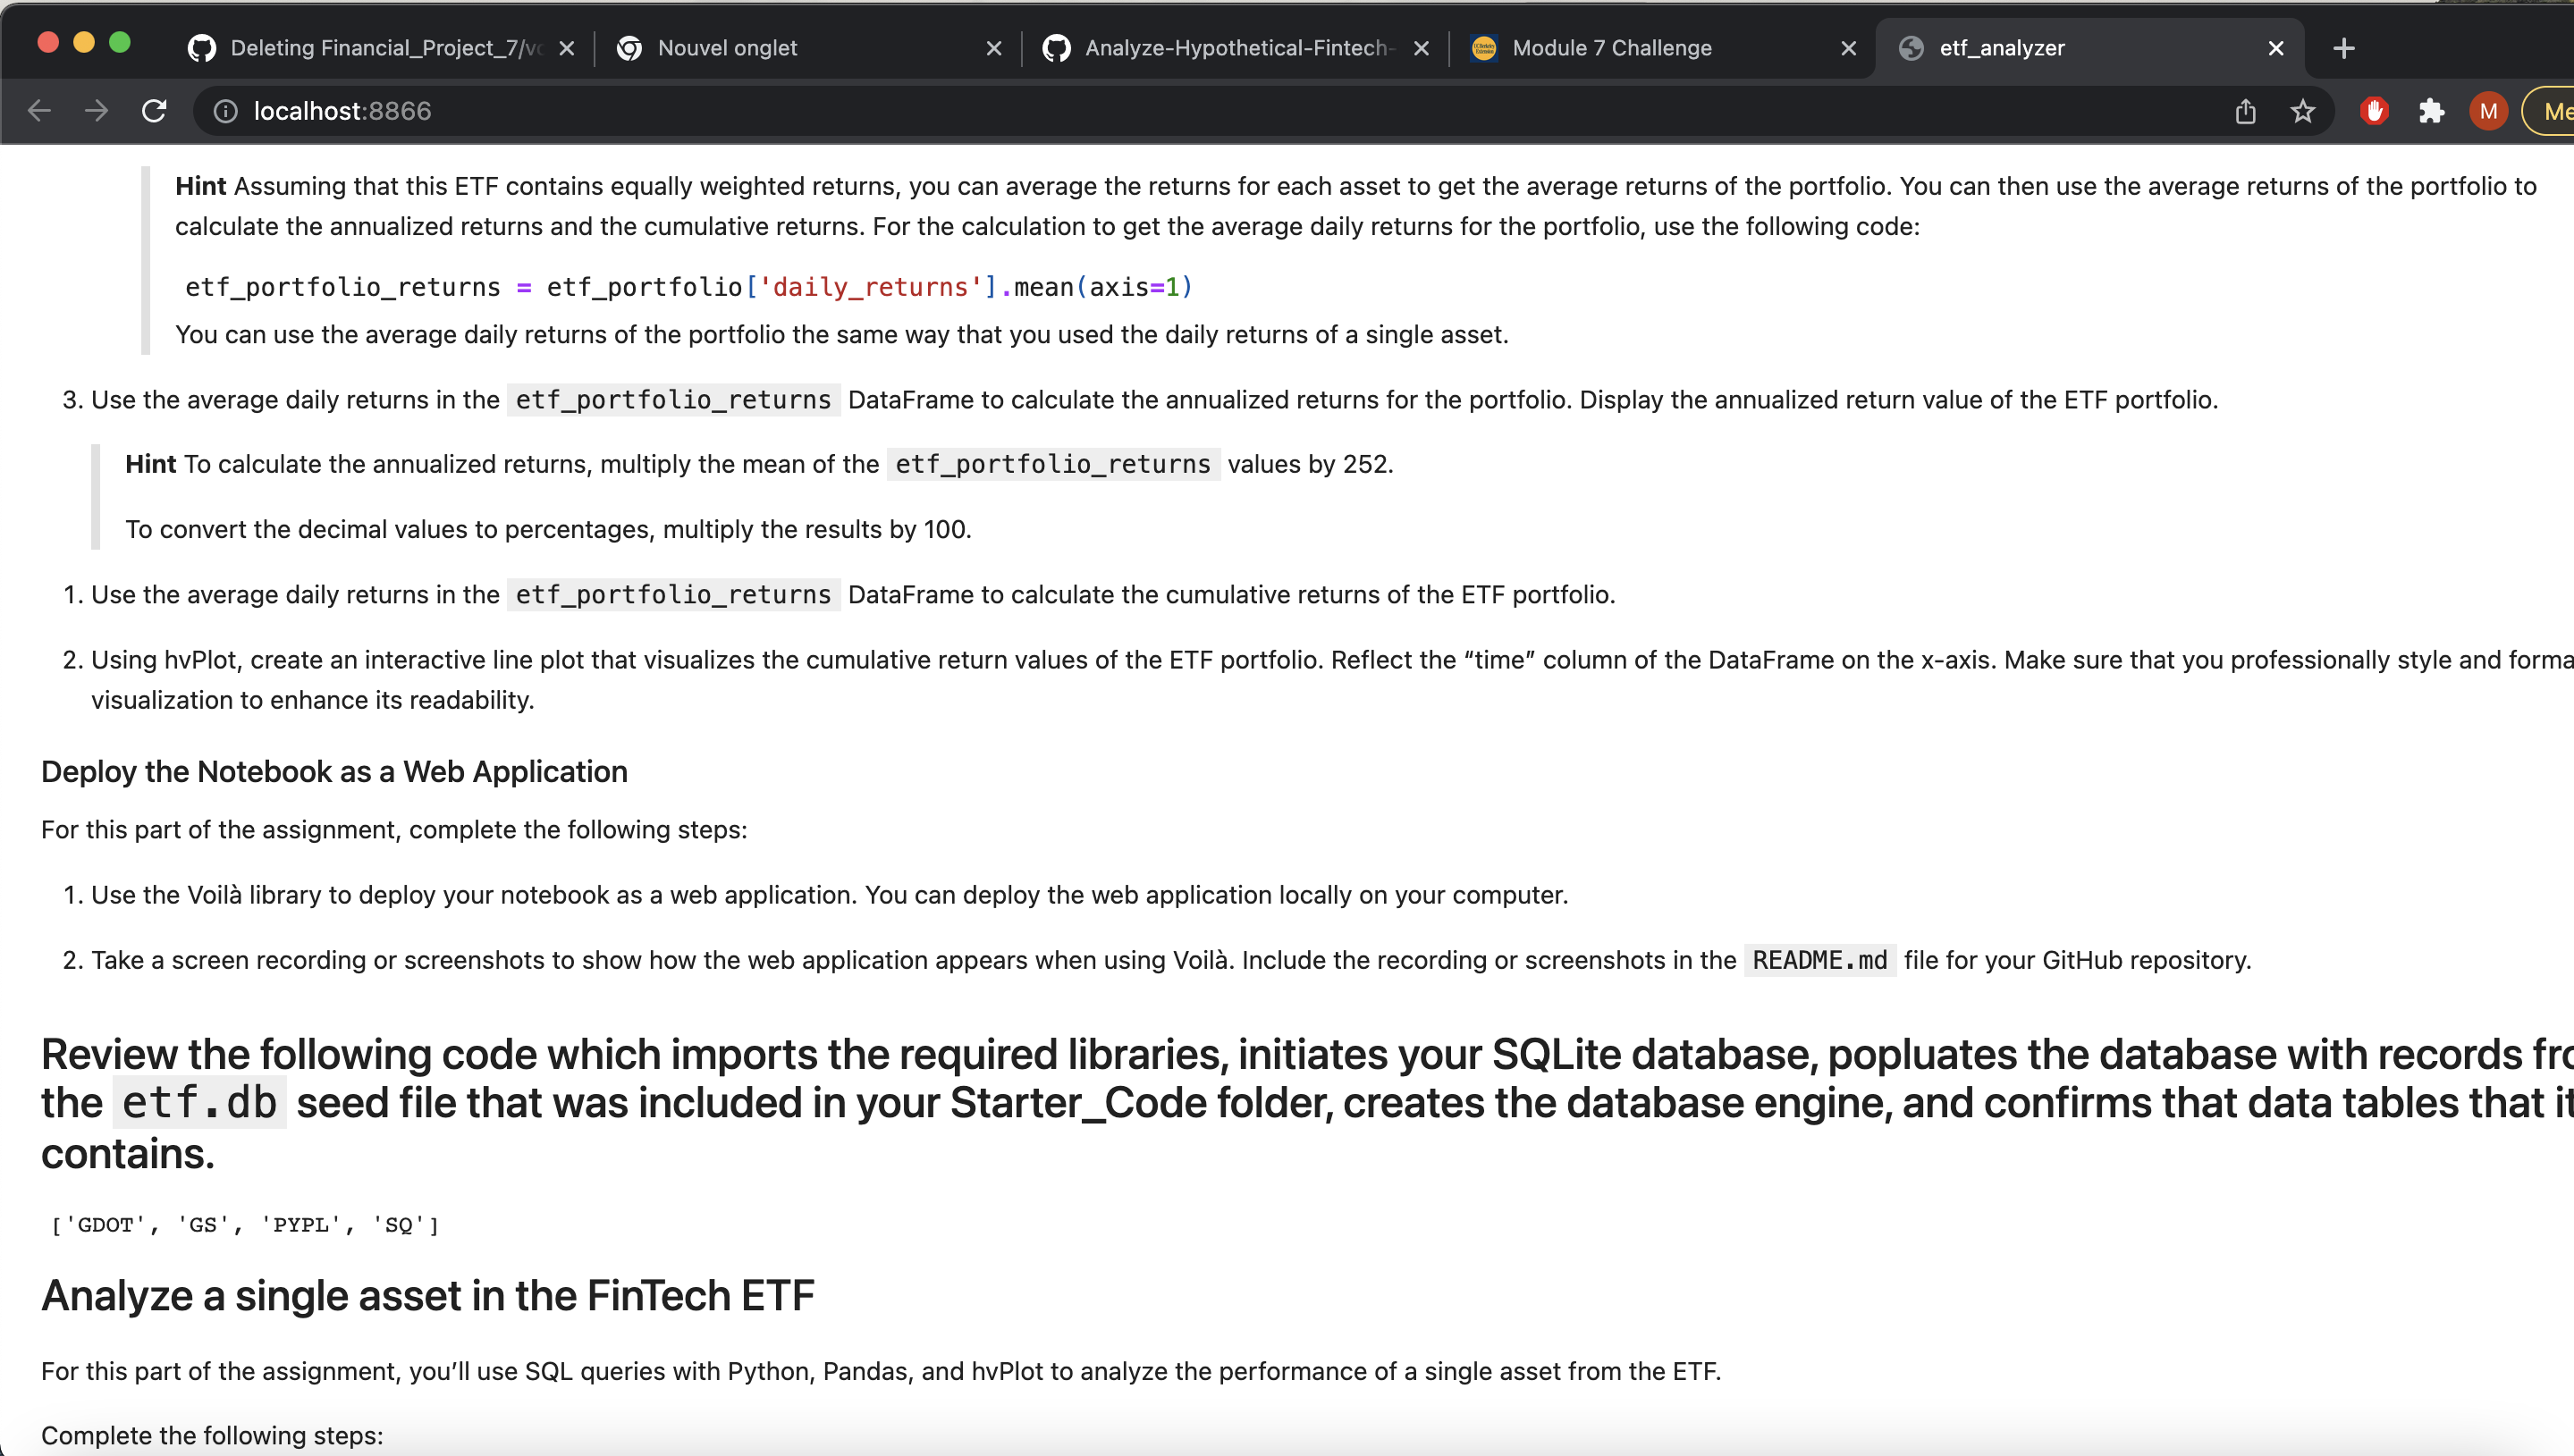 Deleting Financial_Project_7/vo
Nouvel onglet
Analyze-Hypothetical-Fintech-
Module 7 Challenge
etf_analyzer
localhost:8866
M
Me
Hint Assuming that this ETF contains equally weighted returns, you can average the returns for each asset to get the average returns of the portfolio. You can then use the average returns of the portfolio to
calculate the annualized returns and the cumulative returns. For the calculation to get the average daily returns for the portfolio, use the following code:
etf_portfolio_returns = etf_portfolio['daily_returns'].mean(axis=1)
You can use the average daily returns of the portfolio the same way that you used the daily returns of a single asset.
3. Use the average daily returns in the etf_portfolio_returns DataFrame to calculate the annualized returns for the portfolio. Display the annualized return value of the ETF portfolio.
Hint To calculate the annualized returns, multiply the mean of the etf_portfolio_returns values by 252.
To convert the decimal values to percentages, multiply the results by 100.
1. Use the average daily returns in the etf_portfolio_returns DataFrame to calculate the cumulative returns of the ETF portfolio.
2. Using hvPlot, create an interactive line plot that visualizes the cumulative return values of the ETF portfolio. Reflect the “time” column of the DataFrame on the x-axis. Make sure that you professionally style and forma
visualization to enhance its readability.
Deploy the Notebook as a Web Application
For this part of the assignment, complete the following steps:
1. Use the Voilà library to deploy your notebook as a web application. You can deploy the web application locally on your computer.
2. Take a screen recording or screenshots to show how the web application appears when using Voilà. Include the recording or screenshots in the README.md file for your GitHub repository.
Review the following code which imports the required libraries, initiates your SQLite database, popluates the database with records fro
the etf.db seed file that was included in your Starter_Code folder, creates the database engine, and confirms that data tables that it
contains.
['GDOT', 'GS', 'PYPL', 'SQ']
Analyze a single asset in the FinTech ETF
For this part of the assignment, you’ll use SQL queries with Python, Pandas, and hvPlot to analyze the performance of a single asset from the ETF.
Complete the following steps: